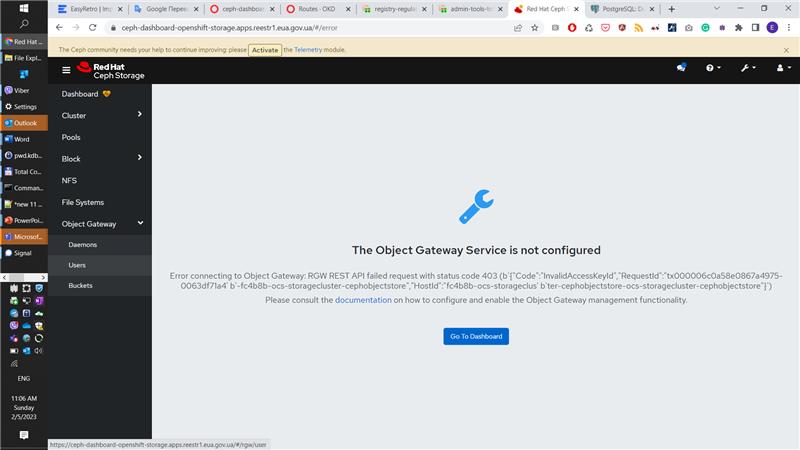 EasyRetro | Imp
Google Перев
ceph-dashboard
Routes · OKD
registry-regulat
admin-tools-to
Red Hat Ceph S
PostgreSQL: Do
ceph-dashboard-openshift-storage.apps.reestr1.eua.gov.ua/#/error
The Ceph community needs your help to continue improving: please Activate the Telemetry module.
Red Hat
Ceph Storage
Dashboard
Cluster
Pools
Block
NFS
File Systems
Object Gateway
Daemons
Users
Buckets
The Object Gateway Service is not configured
Error connecting to Object Gateway: RGW REST API failed request with status code 403 (b'{"Code":"InvalidAccessKeyId","RequestId":"tx000006c0a58e0867a4975-
0063df71a4' b'-fc4b8b-ocs-storagecluster-cephobjectstore","HostId":"fc4b8b-ocs-storageclus' b'ter-cephobjectstore-ocs-storagecluster-cephobjectstore"}')
Please consult the documentation on how to configure and enable the Object Gateway management functionality.
Go To Dashboard
https://ceph-dashboard-openshift-storage.apps.reestr1.eua.gov.ua/#/rgw/user
Red Hat ...
File Expl...
Viber
Settings
Outlook
Word
pwd.kdb...
Total Co...
Comman...
*new 11 ...
PowerPoi...
Microsof...
Signal
ENG
11:06 AM
Sunday
2/5/2023